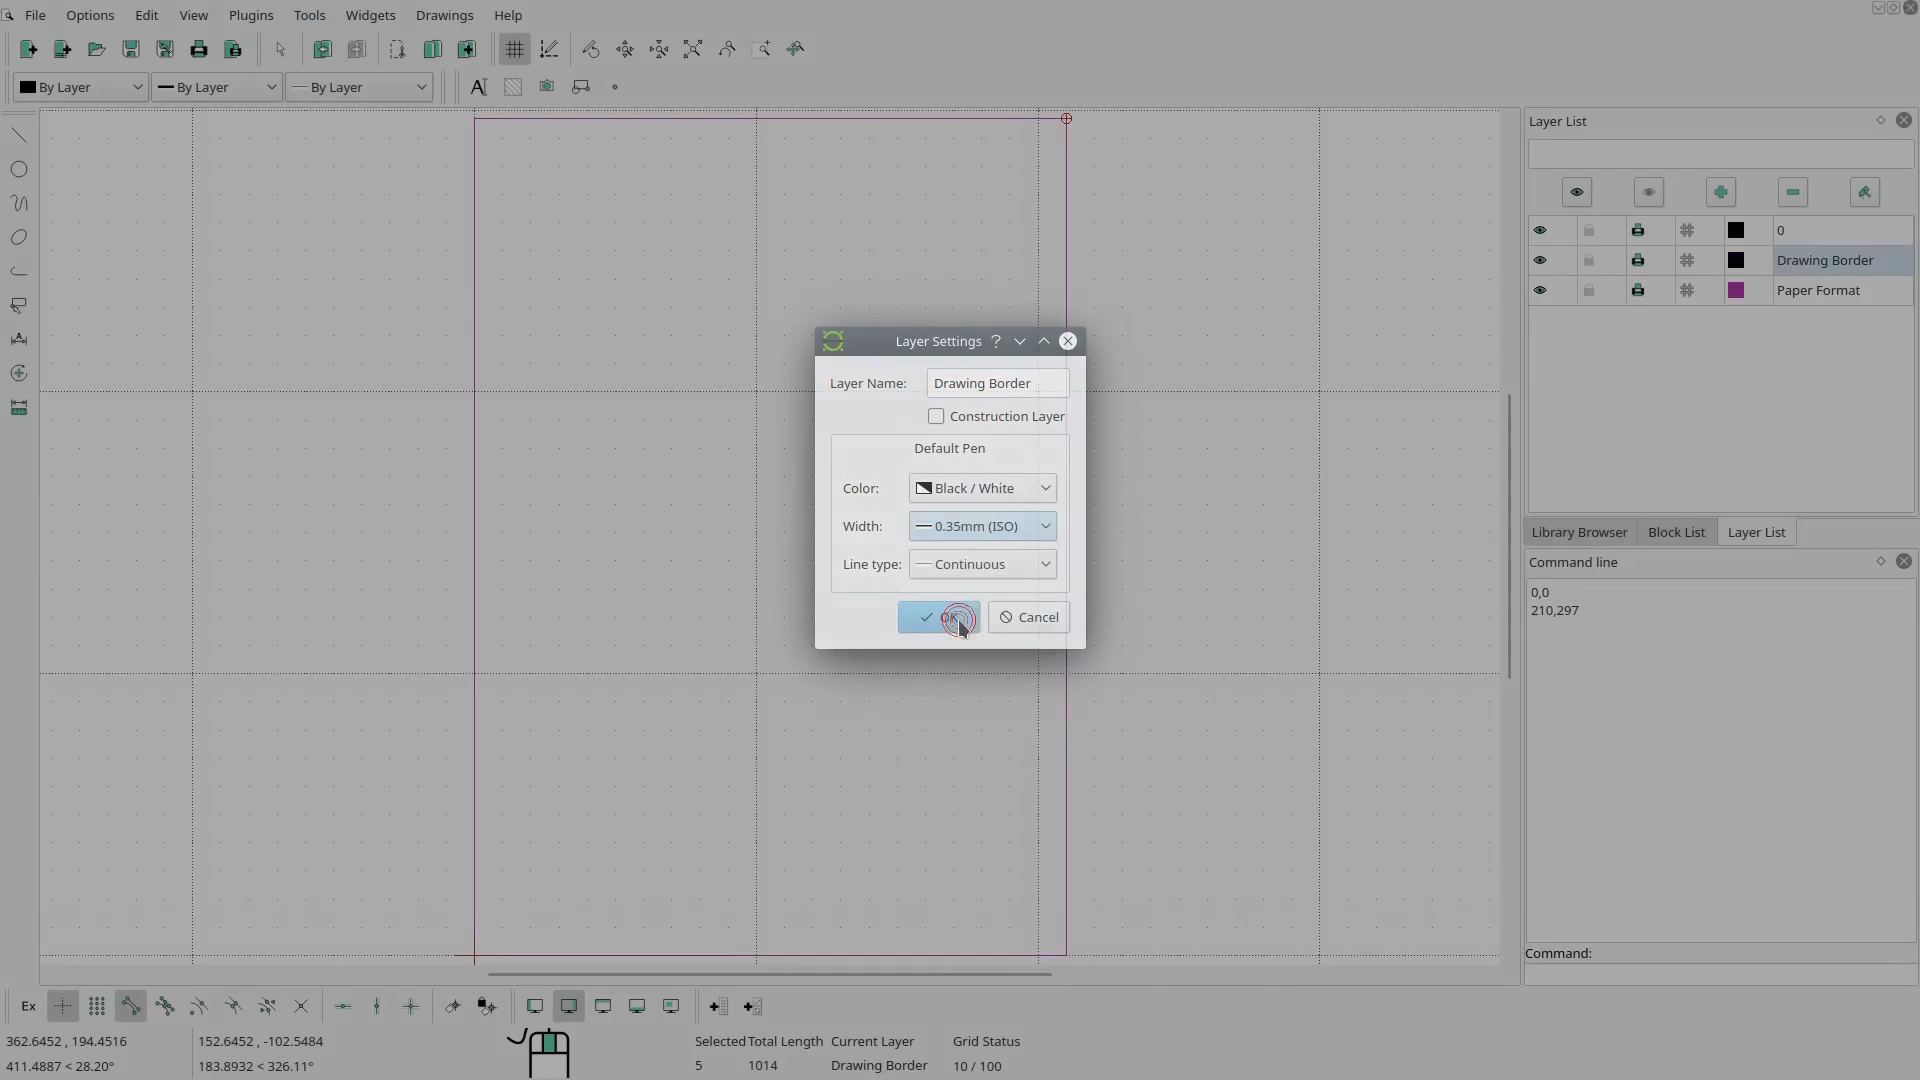 File Options Edit View Plugins Tools Widgets Drawings Help
By Layer By Layer By Layer
A
Layer List
0
Drawing Border
Paper Format
Layer Settings ?
Layer Name: Drawing Border
Construction Layer
Default Pen
Color: Black / White
Width: 0.35mm (ISO)
Line type: Continuous
OK Cancel
Library Browser Block List Layer List
Command line
0,0
210,297
Command:
Ex
362.6452 , 194.4516 152.6452 , -102.5484 Selected Total Length Current Layer Grid Status
411.4887 < 28.20° 183.8932 < 326.11° 5 1014 Drawing Border 10 / 100